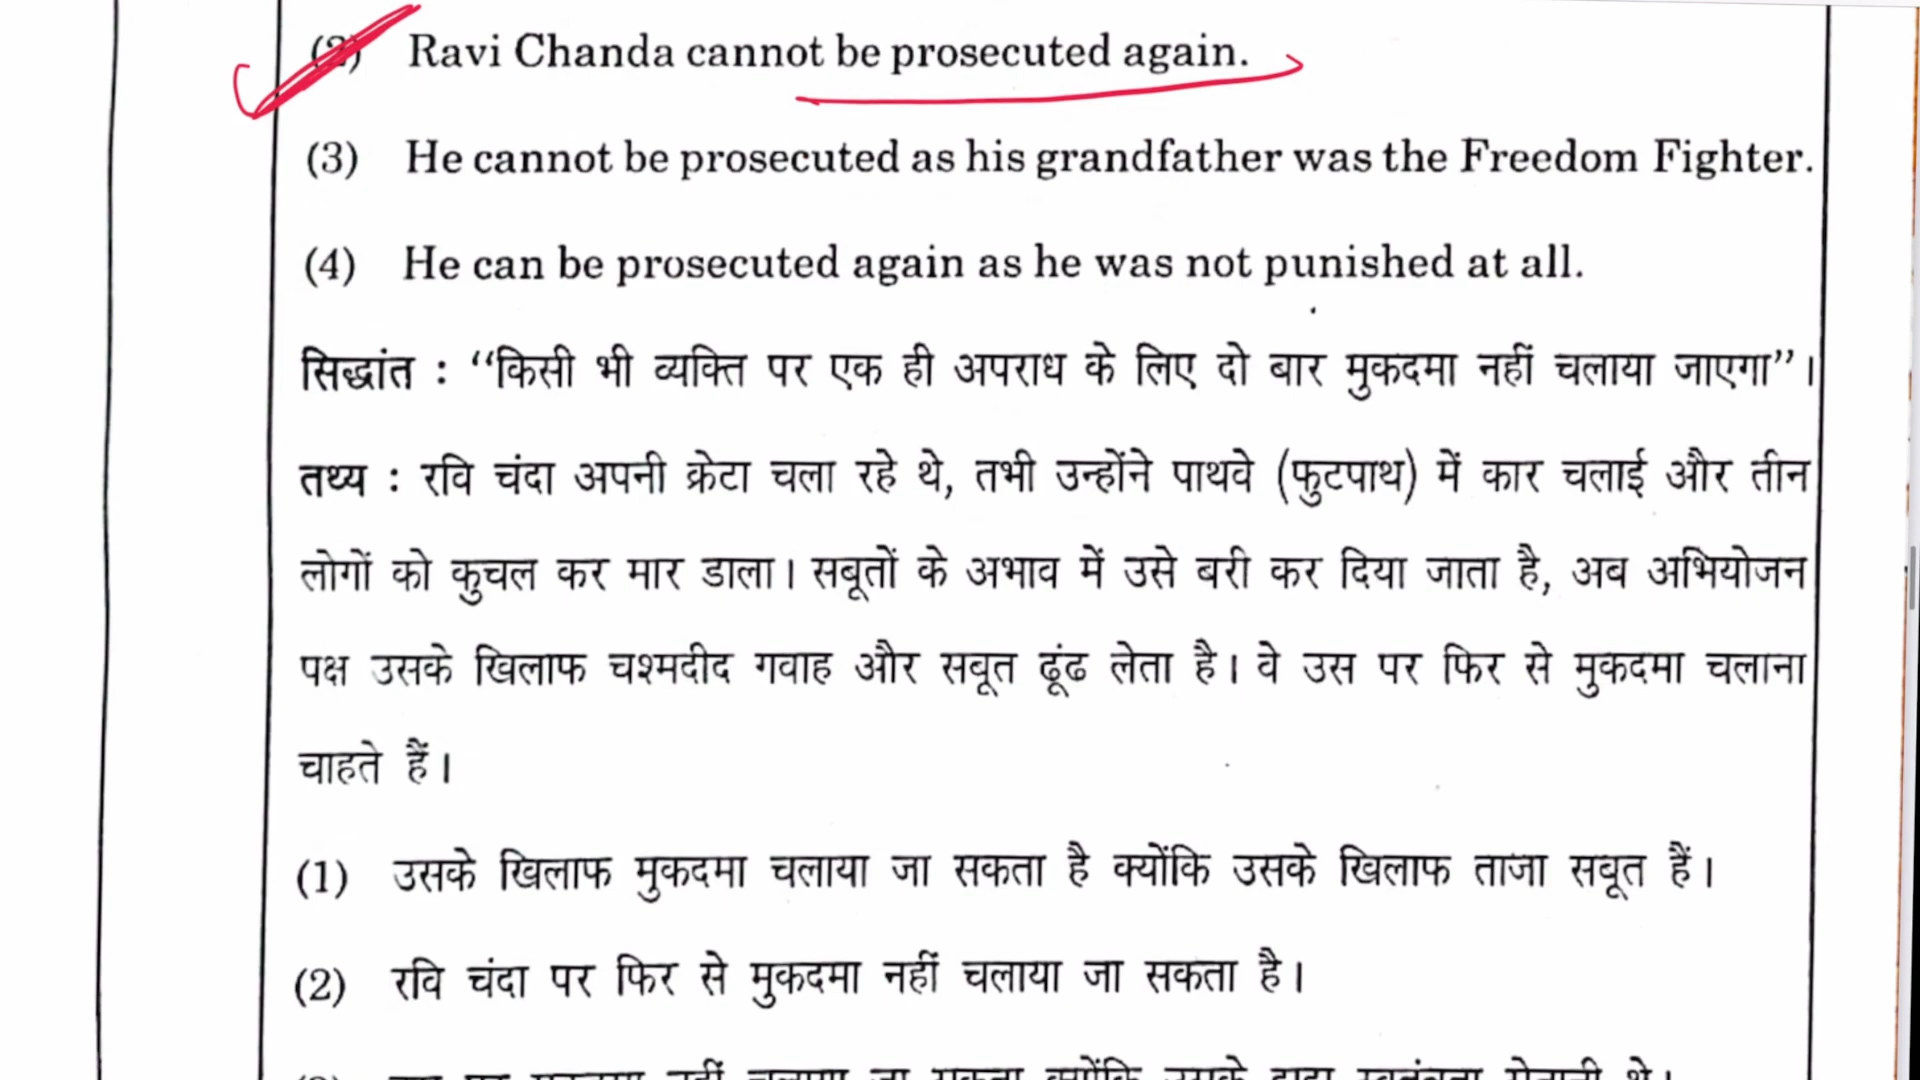 (2) Ravi Chanda cannot be prosecuted again.
(3) He cannot be prosecuted as his grandfather was the Freedom Fighter.
(4) He can be prosecuted again as he was not punished at all.
सिद्धांत : ‘‘किसी भी व्यक्ति पर एक ही अपराध के लिए दो बार मुकदमा नहीं चलाया जाएगा’’ ।
तथ्य : रवि चंदा अपनी क्रेटा चला रहे थे, तभी उन्होंने पाथवे (फुटपाथ) में कार चलाई और तीन
लोगों को कुचल कर मार डाला। सबूतों के अभाव में उसे बरी कर दिया जाता है, अब अभियोजन
पक्ष उसके खिलाफ चश्मदीद गवाह और सबूत ढूंढ लेता है। वे उस पर फिर से मुकदमा चलाना
चाहते हैं।
(1) उसके खिलाफ मुकदमा चलाया जा सकता है क्योंकि उसके खिलाफ ताजा सबूत हैं।
(2) रवि चंदा पर फिर से मुकदमा नहीं चलाया जा सकता है।